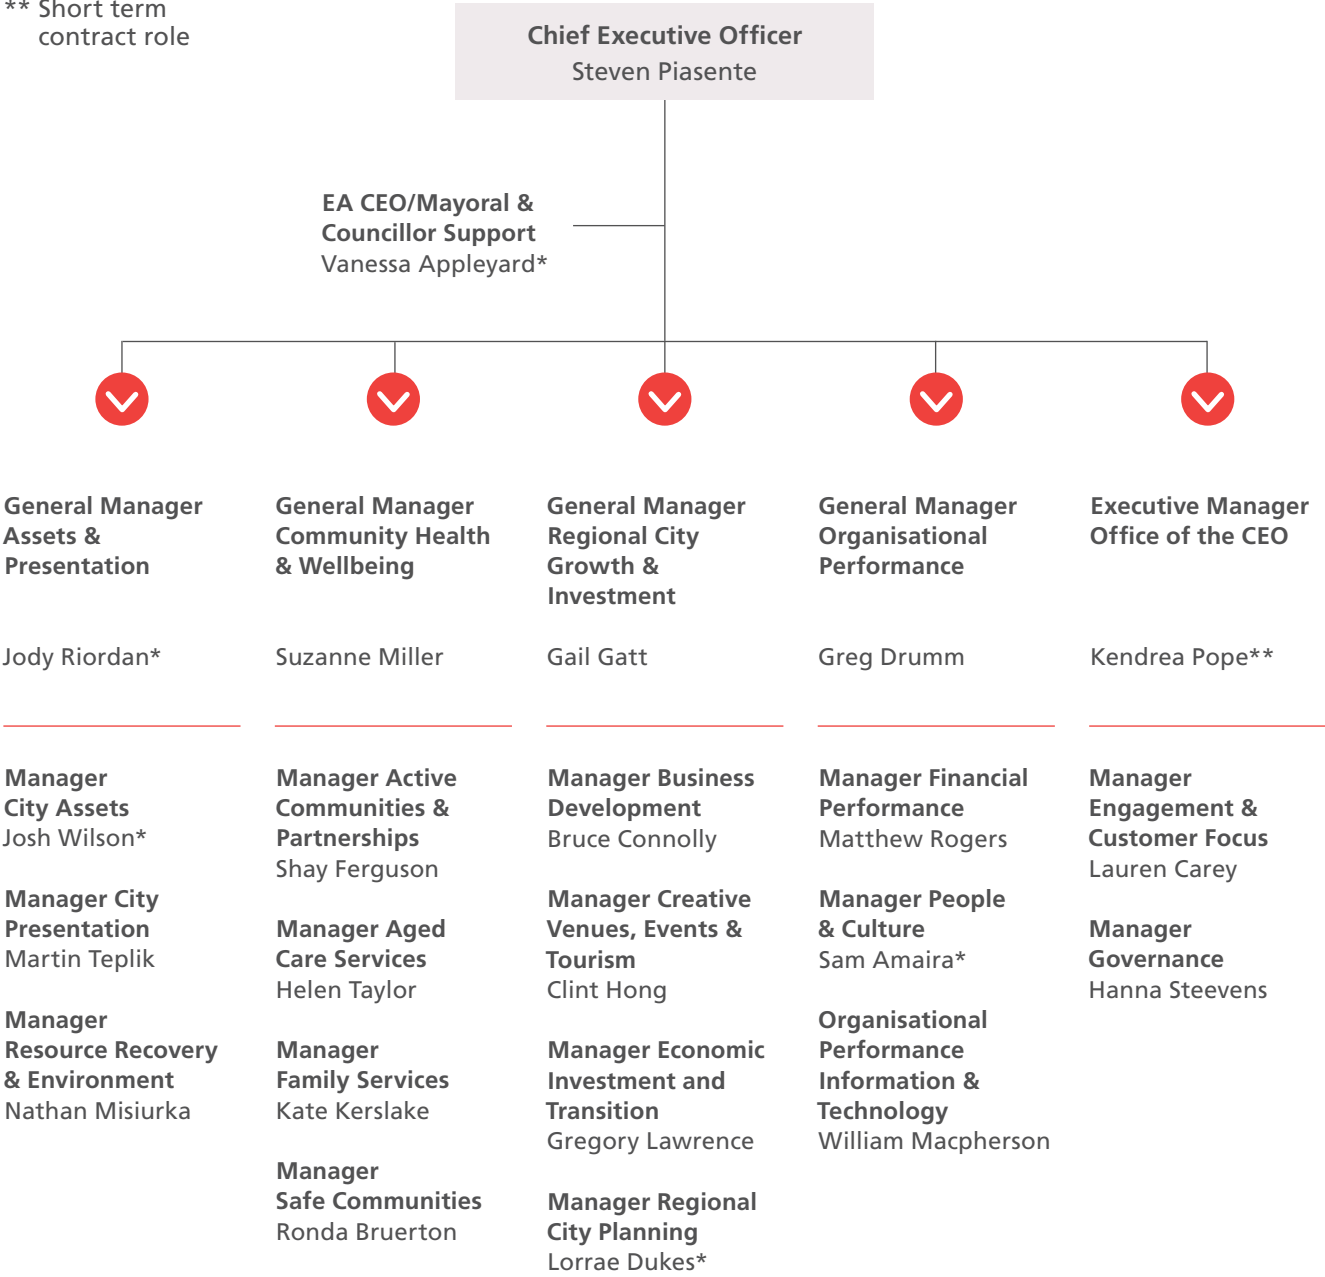 ** Short term
contract role
Chief Executive Officer
Steven Piasente
EA CEO/Mayoral &
Councillor Support
Vanessa Appleyard*
General Manager
Assets &
Presentation
Jody Riordan*
General Manager
Community Health
& Wellbeing
Suzanne Miller
General Manager
Regional City
Growth &
Investment
Gail Gatt
General Manager
Organisational
Performance
Greg Drumm
Executive Manager
Office of the CEO
Kendrea Pope**
Manager
City Assets
Josh Wilson*
Manager City
Presentation
Martin Teplik
Manager
Resource Recovery
& Environment
Nathan Misiurka
Manager Active
Communities &
Partnerships
Shay Ferguson
Manager Aged
Care Services
Helen Taylor
Manager
Family Services
Kate Kerslake
Manager
Safe Communities
Ronda Bruerton
Manager Business
Development
Bruce Connolly
Manager Creative
Venues, Events &
Tourism
Clint Hong
Manager Economic
Investment and
Transition
Gregory Lawrence
Manager Regional
City Planning
Lorrae Dukes*
Manager Financial
Performance
Matthew Rogers
Manager People
& Culture
Sam Amaira*
Organisational
Performance
Information &
Technology
William Macpherson
Manager
Engagement &
Customer Focus
Lauren Carey
Manager
Governance
Hanna Steevens